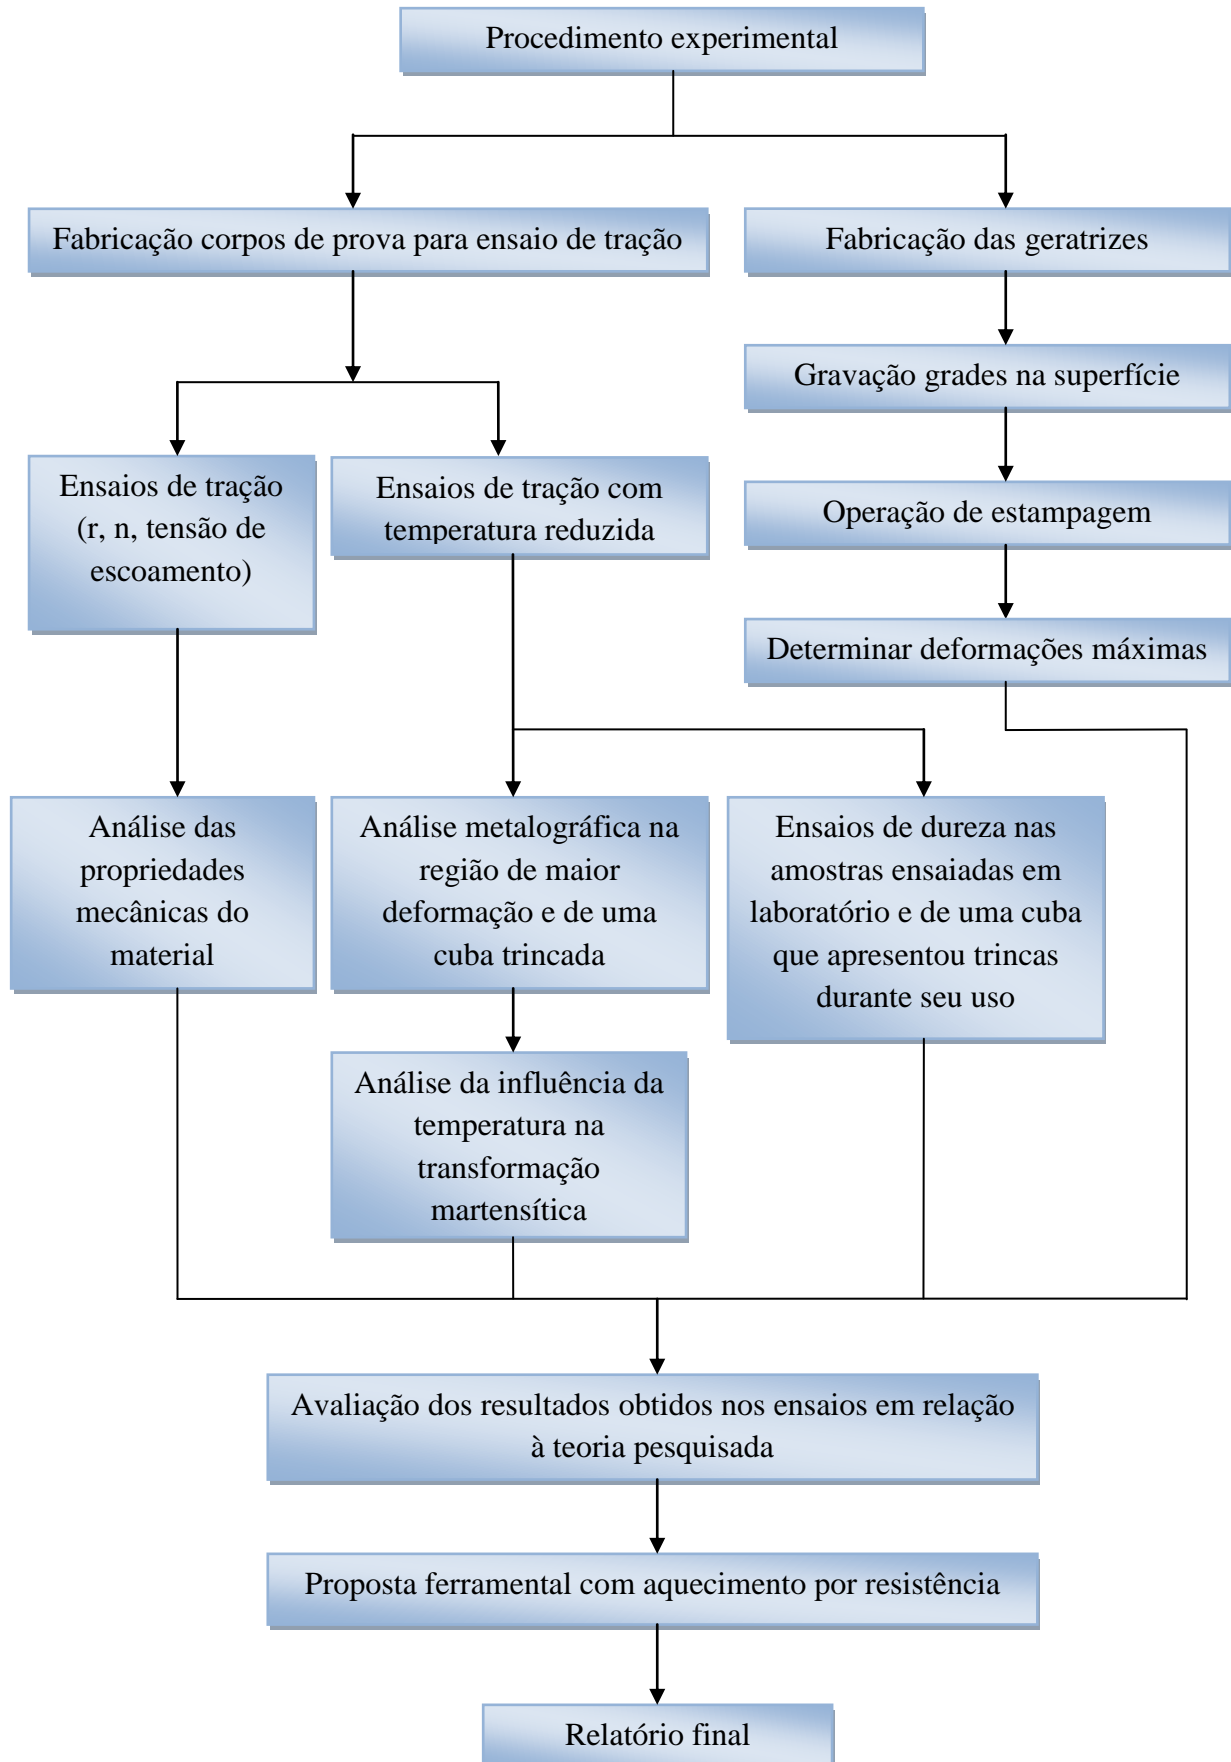 Procedimento experimental
Fabricação corpos de prova para ensaio de tração
Fabricação das geratrizes
Gravação grades na superfície
Ensaios de tração
(r, n, tensão de
escoamento)
Ensaios de tração com
temperatura reduzida
Operação de estampagem
Determinar deformações máximas
Análise das
propriedades
mecânicas do
material
Análise metalográfica na
região de maior
deformação e de uma
cuba trincada
Ensaios de dureza nas
amostras ensaiadas em
laboratório e de uma cuba
que apresentou trincas
durante seu uso
Análise da influência da
temperatura na
transformação
martensítica
Avaliação dos resultados obtidos nos ensaios em relação
à teoria pesquisada
Proposta ferramental com aquecimento por resistência
Relatório final